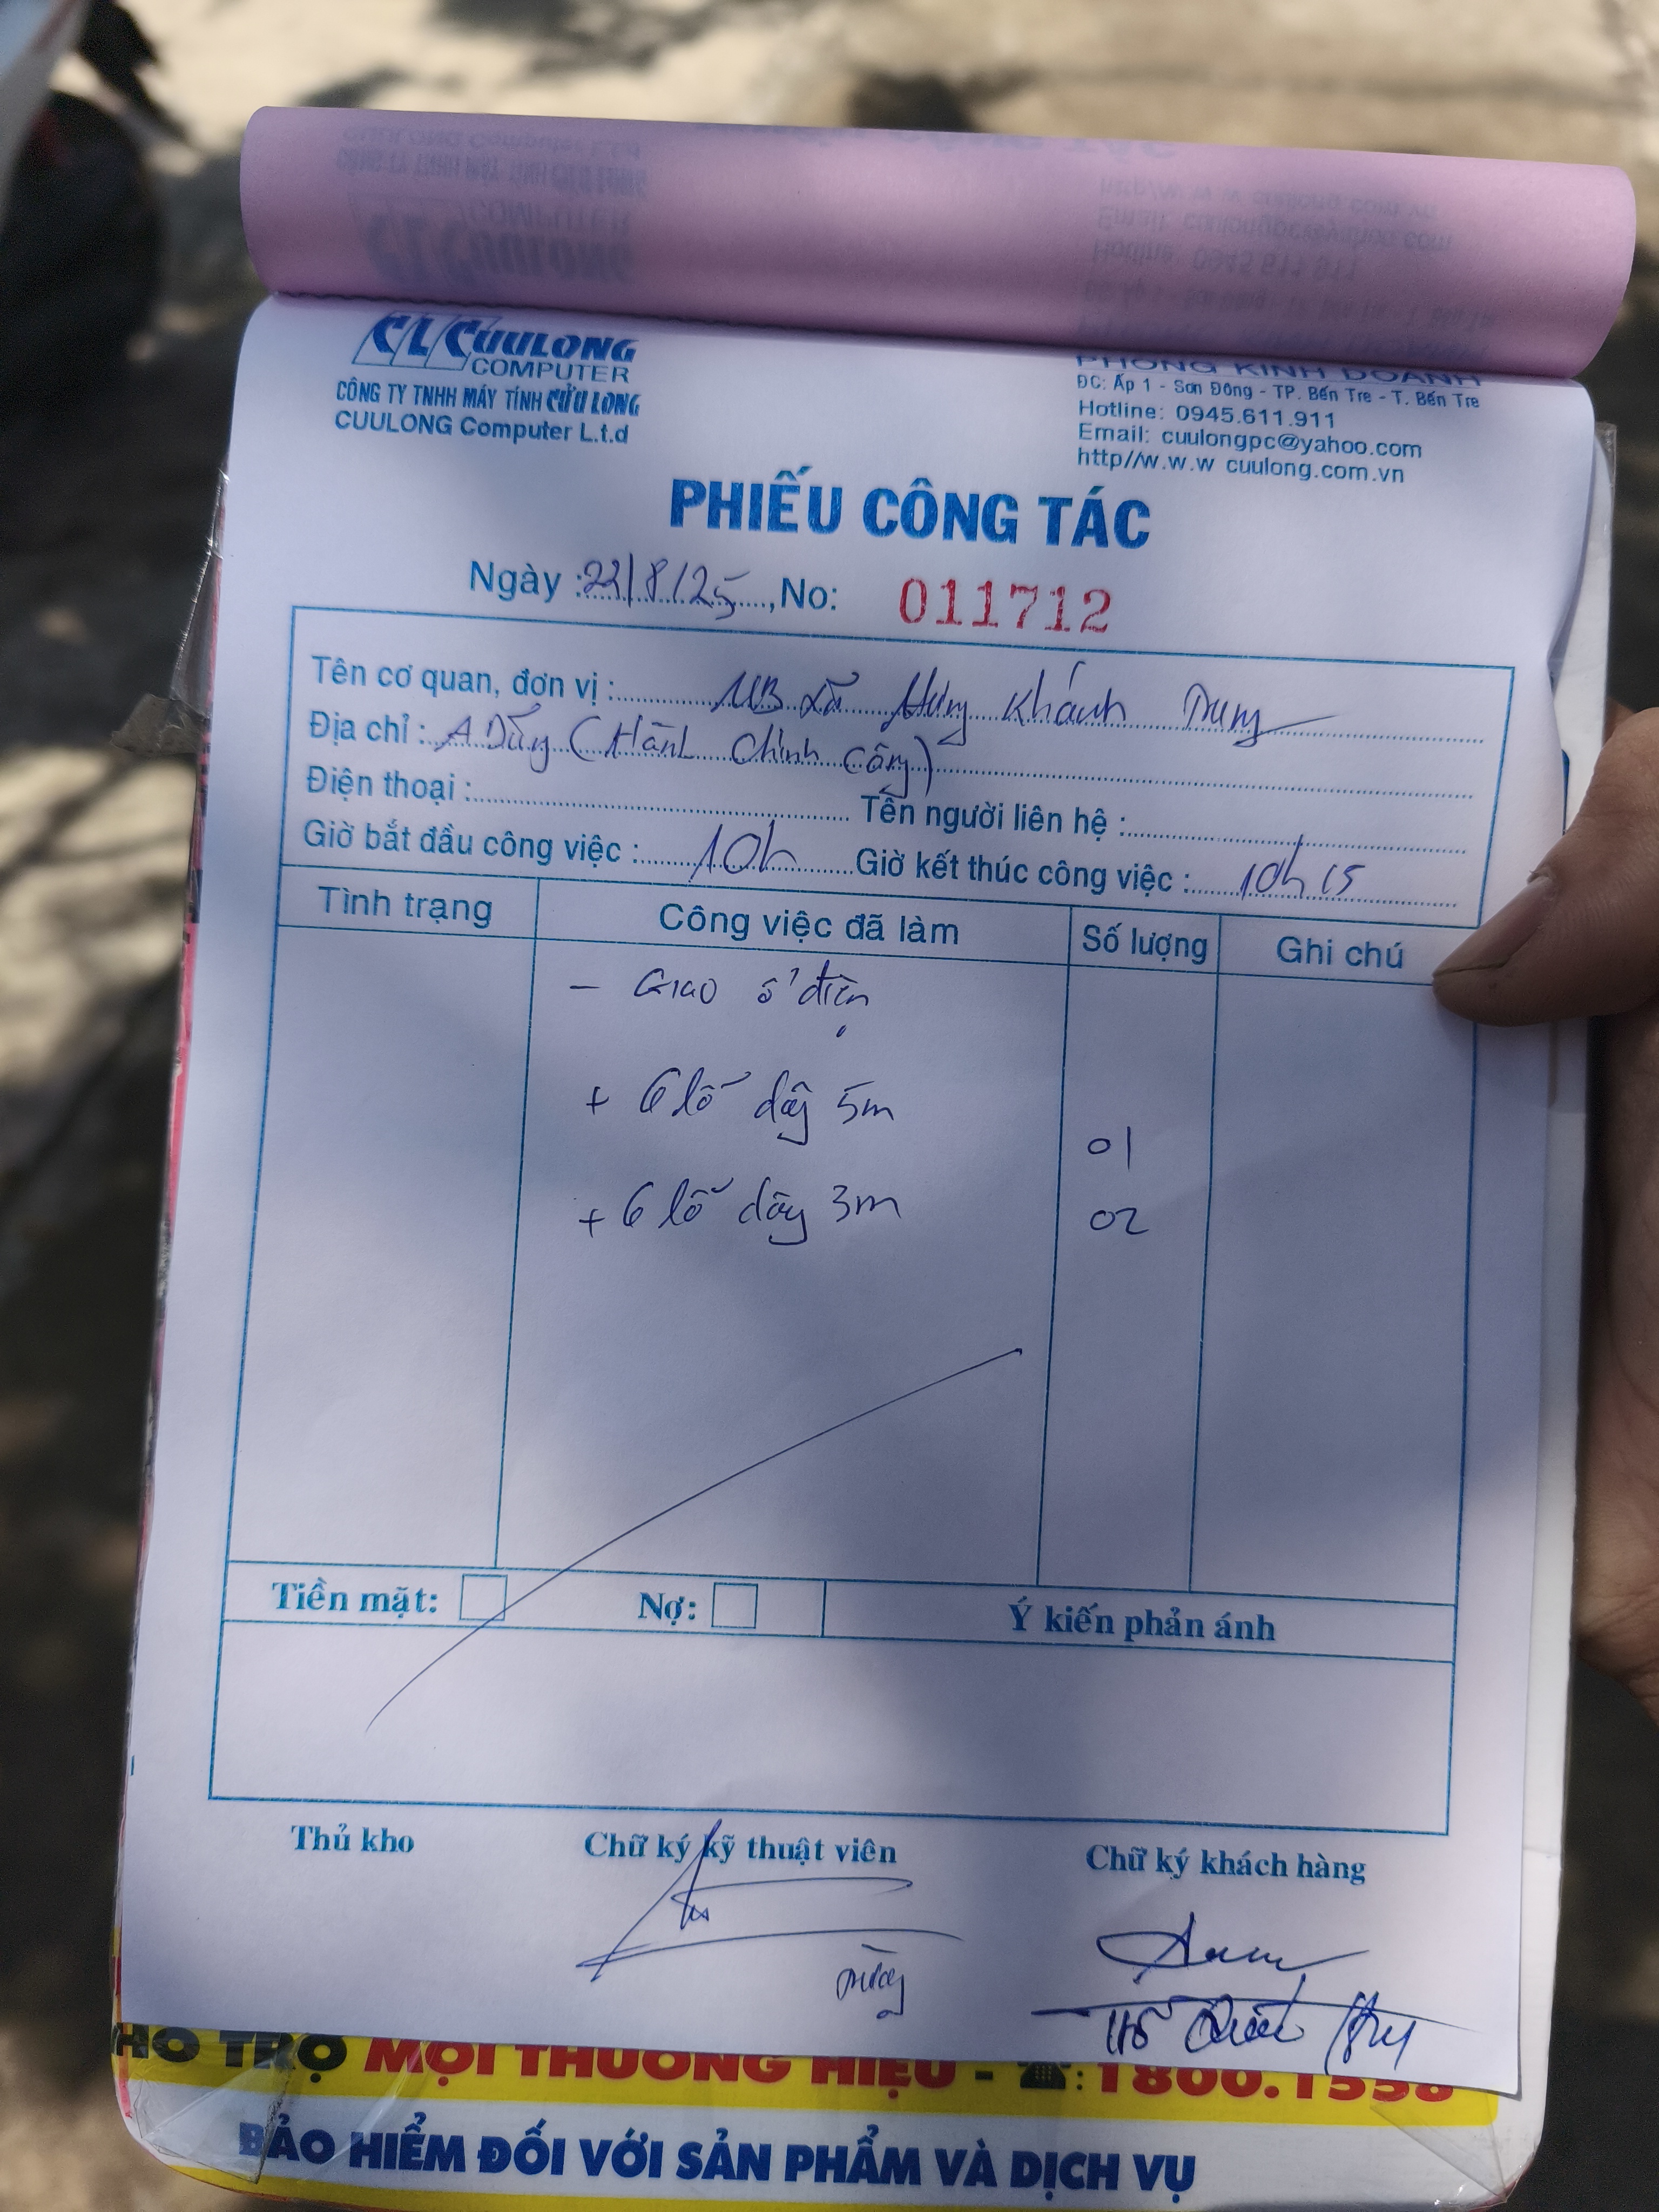 CL CUULONG
COMPUTER
CÔNG TY TNHH MÁY TÍNH CỬU LONG
CUULONG Computer L.t.d
PHÒNG KINH DOANH
ĐC: Ấp 1 - Sơn Đông - TP. Bến Tre - T. Bến Tre
Hotline: 0945.611.911
Email: cuulongpc@yahoo.com
http//w.w.w cuulong.com.vn
PHIẾU CÔNG TÁC
Ngày : 22/8/25, No: 011712
Tên cơ quan, đơn vị : UB xã Hưng Khánh Trung
Địa chỉ : A Dũng (Hành Chính Công)
Điện thoại : Tên người liên hệ :
Giờ bắt đầu công việc : 10h Giờ kết thúc công việc : 10h15
Tình trạng Công việc đã làm Số lượng Ghi chú
- Giao ổ điện
+ 6 lỗ dây 5m 01
+ 6 lỗ dây 3m 02
Tiền mặt: Nợ: Ý kiến phản ánh
Thủ kho Chữ ký kỹ thuật viên Chữ ký khách hàng
HỖ TRỢ MỌI THƯƠNG HIỆU - ☎: 1800.1558
BẢO HIỂM ĐỐI VỚI SẢN PHẨM VÀ DỊCH VỤ